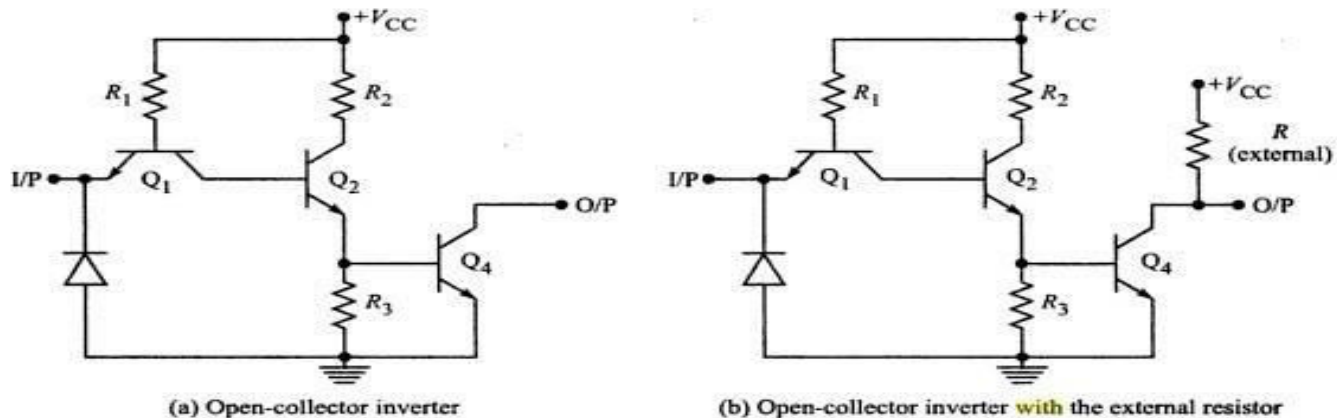 +VCC
R1
R2
I/P
Q1
Q2
O/P
Q4
R3
(a) Open-collector inverter
+VCC
R1
R2
+VCC
R
(external)
I/P
Q1
Q2
O/P
Q4
R3
(b) Open-collector inverter with the external resistor